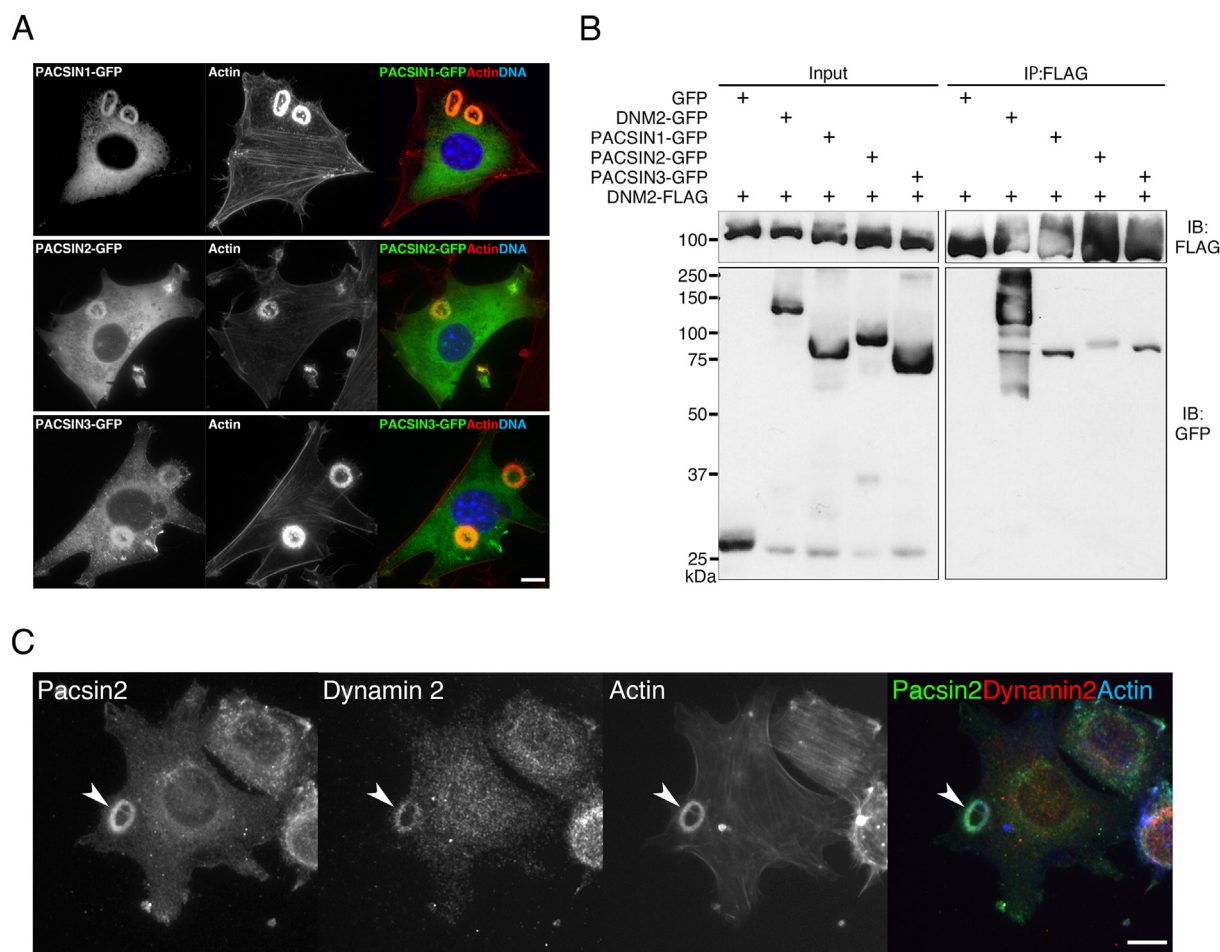 A
B
PACSIN1-GFP Actin PACSIN1-GFPActinDNA
PACSIN2-GFP Actin PACSIN2-GFPActinDNA
PACSIN3-GFP Actin PACSIN3-GFPActinDNA
Input IP:FLAG
GFP + +
DNM2-GFP + +
PACSIN1-GFP + +
PACSIN2-GFP + +
PACSIN3-GFP + +
DNM2-FLAG + + + + + + + + + +
100
IB:
FLAG
250
150
100
75
50
37
25
kDa
IB:
GFP
C
Pacsin2 Dynamin 2 Actin Pacsin2Dynamin2Actin